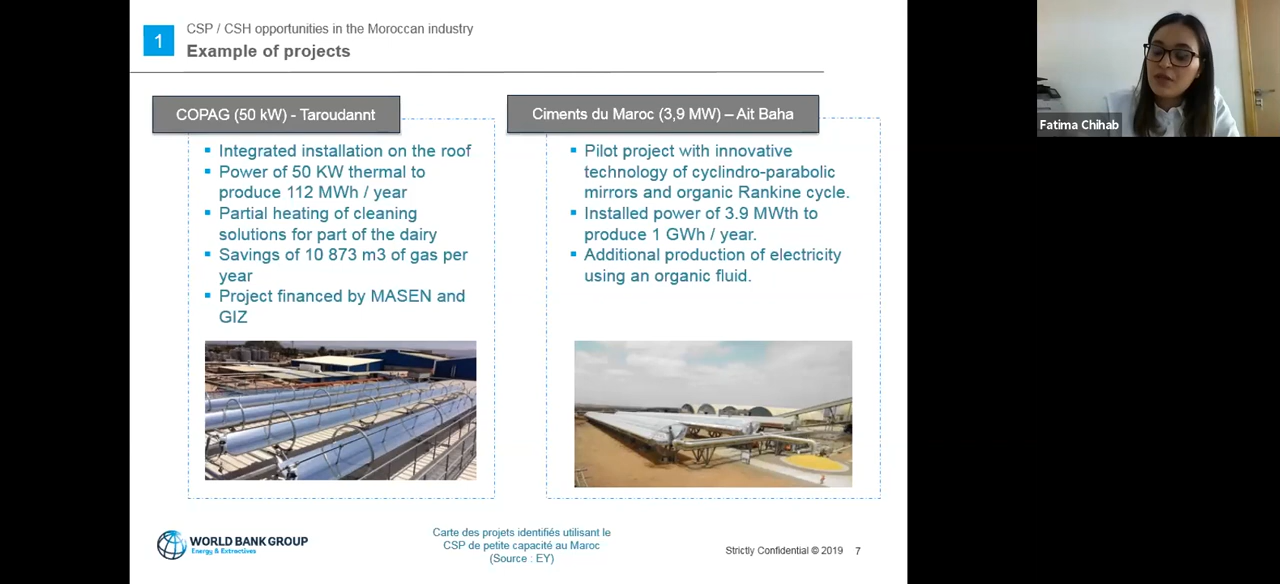 1
CSP / CSH opportunities in the Moroccan industry
Example of projects
COPAG (50 kW) - Taroudannt
Integrated installation on the roof
Power of 50 KW thermal to
produce 112 MWh / year
Partial heating of cleaning
solutions for part of the dairy
Savings of 10 873 m3 of gas per
year
Project financed by MASEN and
GIZ
Ciments du Maroc (3,9 MW) – Ait Baha
Pilot project with innovative
technology of cyclindro-parabolic
mirrors and organic Rankine cycle.
Installed power of 3.9 MWth to
produce 1 GWh / year.
Additional production of electricity
using an organic fluid.
WORLD BANK GROUP
Energy & Extractives
Carte des projets identifiés utilisant le
CSP de petite capacité au Maroc
(Source : EY)
Strictly Confidential © 2019 7
Fatima Chihab